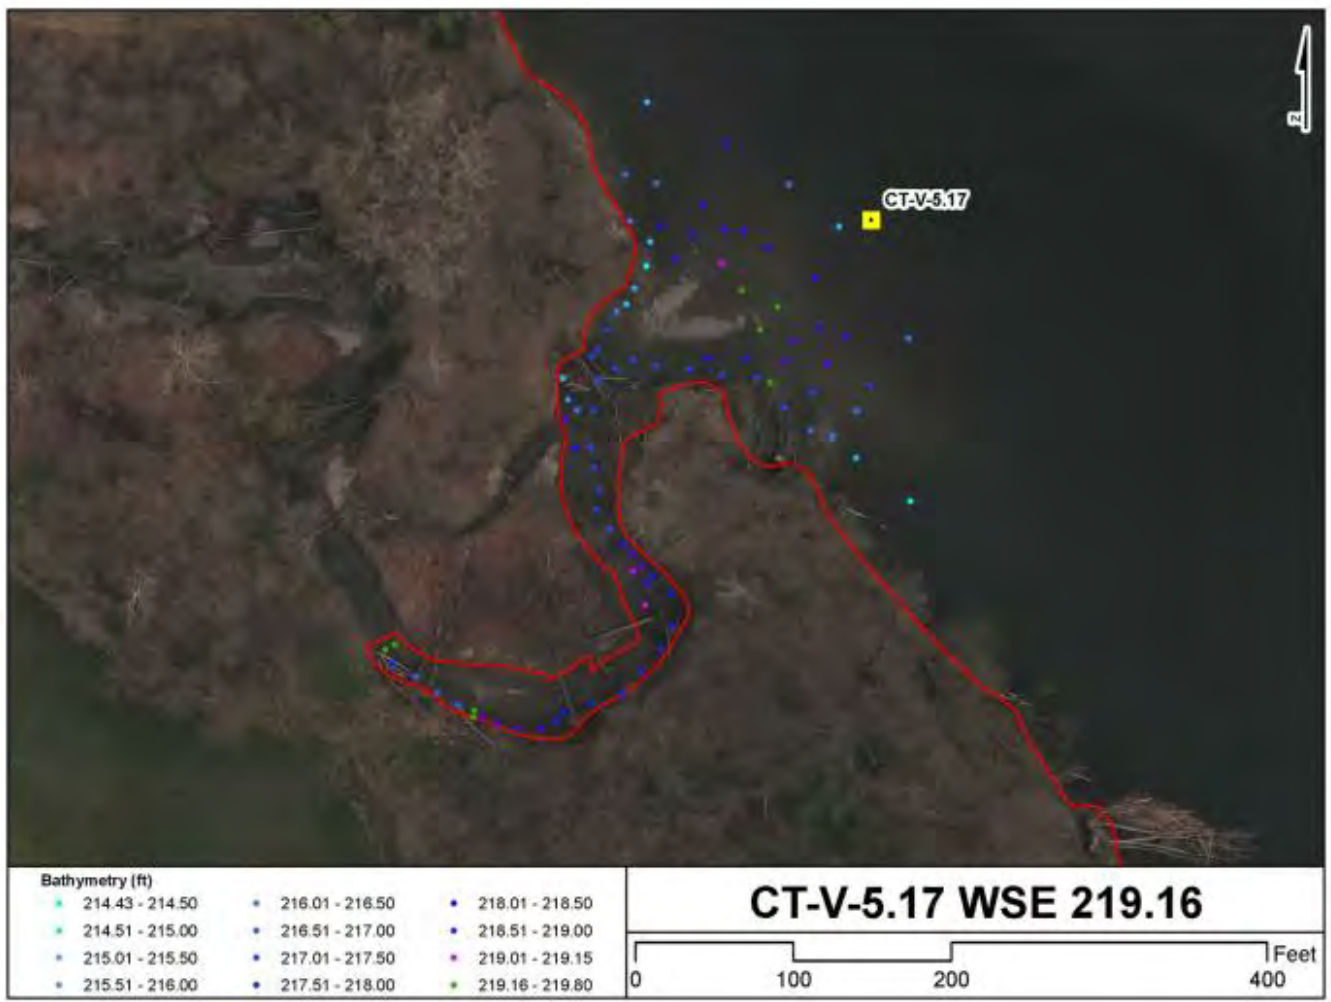 N
CT-V-5.17
Bathymetry (ft)
214.43 - 214.50
214.51 - 215.00
215.01 - 215.50
215.51 - 216.00
216.01 - 216.50
216.51 - 217.00
217.01 - 217.50
217.51 - 218.00
218.01 - 218.50
218.51 - 219.00
219.01 - 219.15
219.16 - 219.80
CT-V-5.17 WSE 219.16
0 100 200 400 Feet